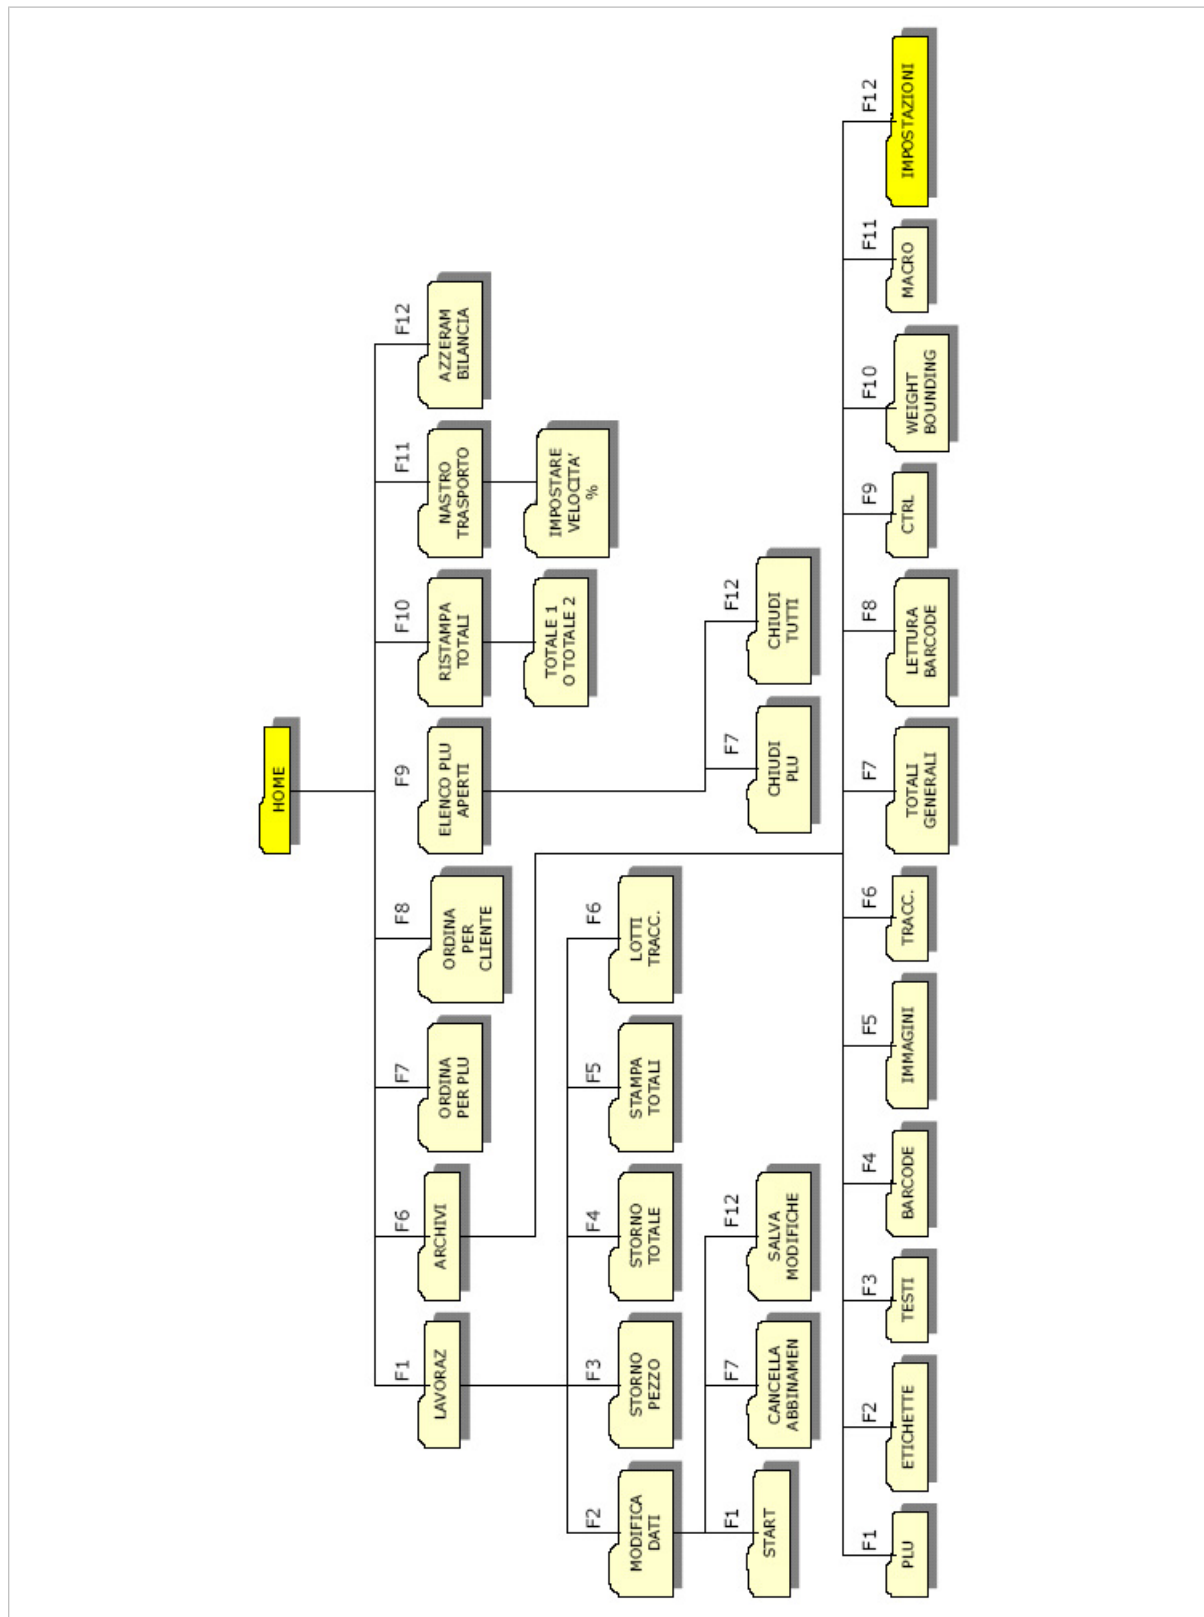 HOME
F1
LAVORAZ
F6
ARCHIVI
F7
ORDINA
PER PLU
F8
ORDINA
PER
CLIENTE
F9
ELENCO PLU
APERTI
F10
RISTAMPA
TOTALI
F11
NASTRO
TRASPORTO
F12
AZZERAM
BILANCIA
TOTALE 1
O TOTALE 2
IMPOSTARE
VELOCITA'
%
F2
MODIFICA
DATI
F3
STORNO
PEZZO
F4
STORNO
TOTALE
F5
STAMPA
TOTALI
F6
LOTTI
TRACC.
F1
START
F7
CANCELLA
ABBINAMEN
F12
SALVA
MODIFICHE
F7
CHIUDI
PLU
F12
CHIUDI
TUTTI
F1
PLU
F2
ETICHETTE
F3
TESTI
F4
BARCODE
F5
IMMAGINI
F6
TRACC.
F7
TOTALI
GENERALI
F8
LETTURA
BARCODE
F9
CTRL
F10
WEIGHT
BOUNDING
F11
MACRO
F12
IMPOSTAZIONI